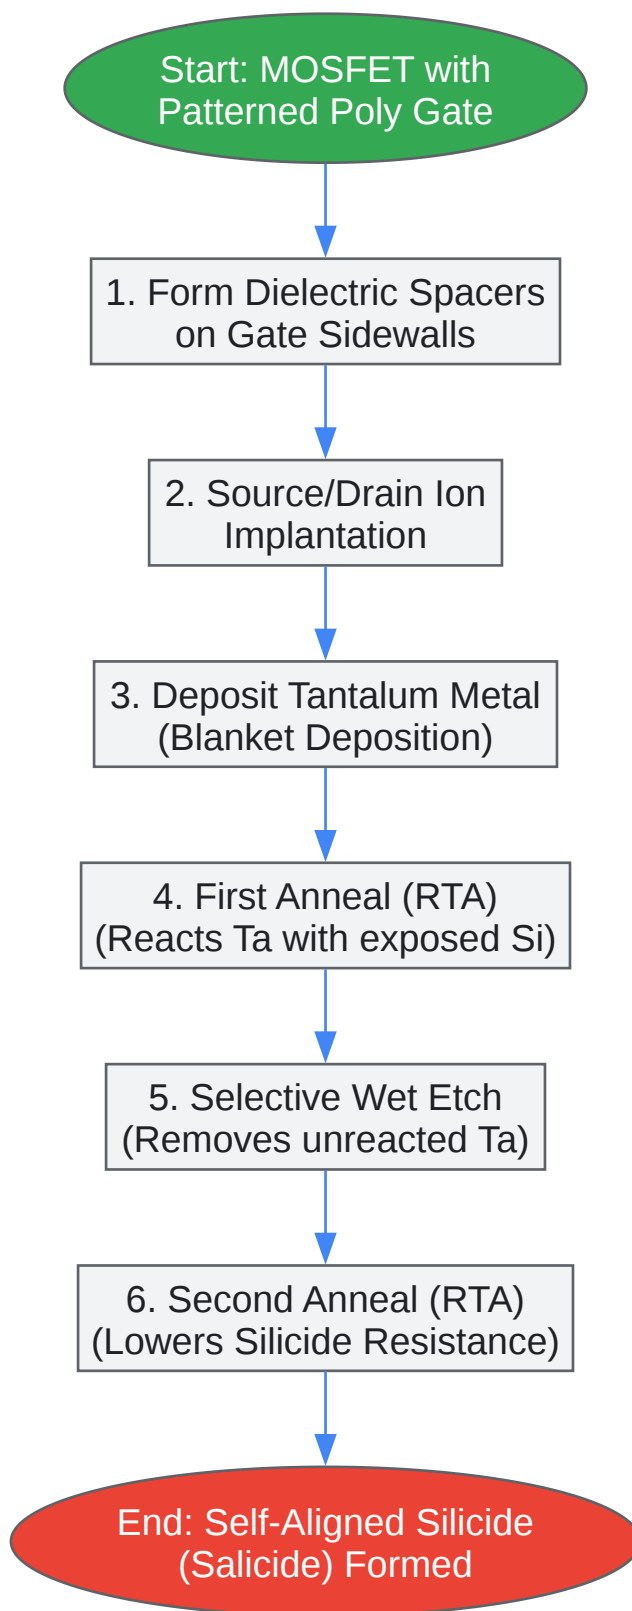 Start: MOSFET with
Patterned Poly Gate
1. Form Dielectric Spacers
on Gate Sidewalls
2. Source/Drain Ion
Implantation
3. Deposit Tantalum Metal
(Blanket Deposition)
4. First Anneal (RTA)
(Reacts Ta with exposed Si)
5. Selective Wet Etch
(Removes unreacted Ta)
6. Second Anneal (RTA)
(Lowers Silicide Resistance)
End: Self-Aligned Silicide
(Salicide) Formed